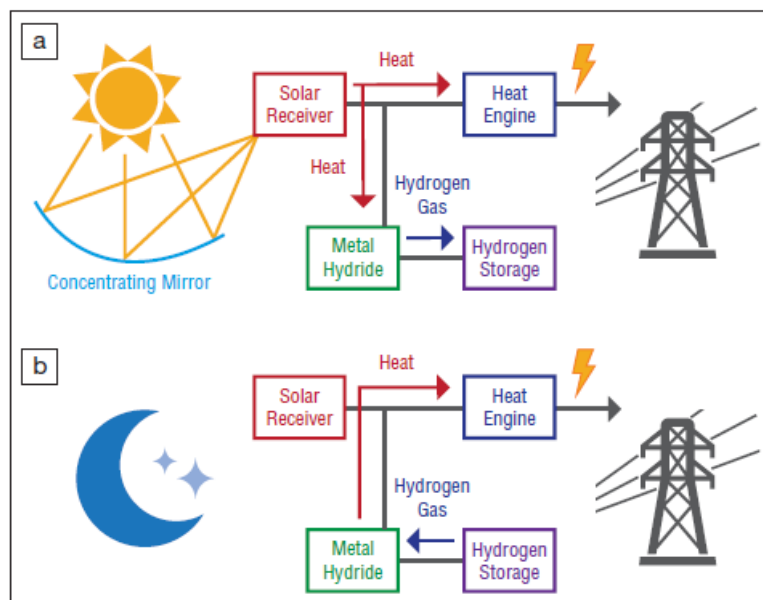 a
Heat
Solar
Receiver
Heat
Engine
Heat
Hydrogen
Gas
Metal
Hydride
Hydrogen
Storage
Concentrating Mirror
b
Heat
Solar
Receiver
Heat
Engine
Hydrogen
Gas
Metal
Hydride
Hydrogen
Storage